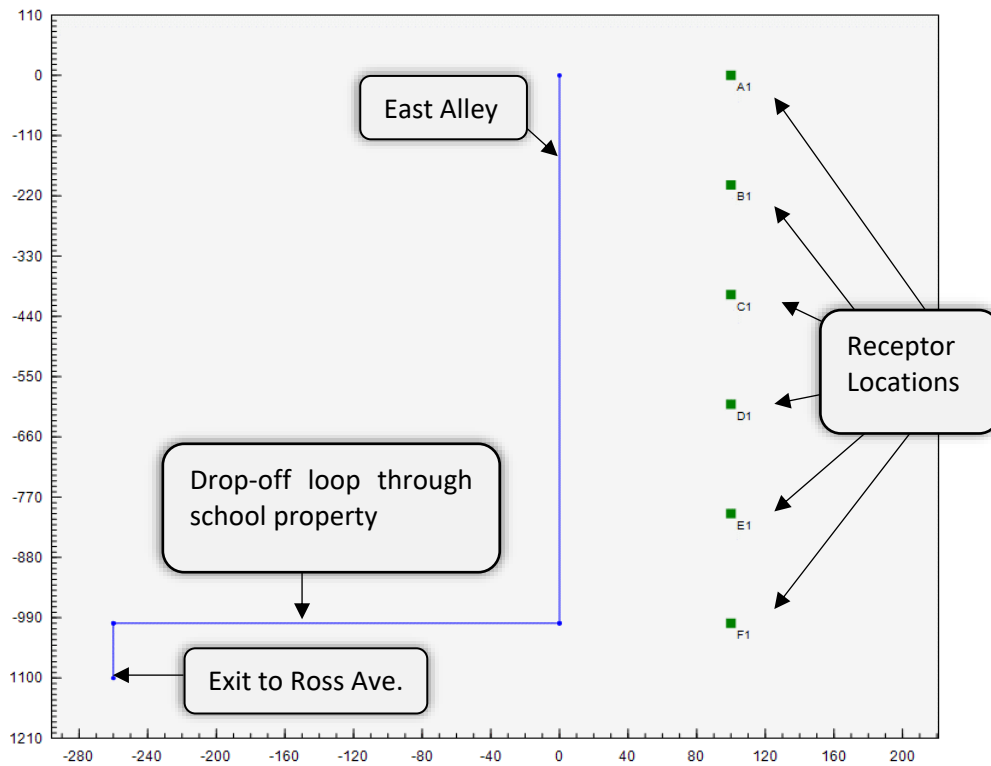 110
0
-110
-220
-330
-440
-550
-660
-770
-880
-990
1100
1210
East Alley
A1
B1
C1
D1
E1
F1
Receptor
Locations
Drop-off loop through
school property
Exit to Ross Ave.
-280 -240 -200 -160 -120 -80 -40 0 40 80 120 160 200